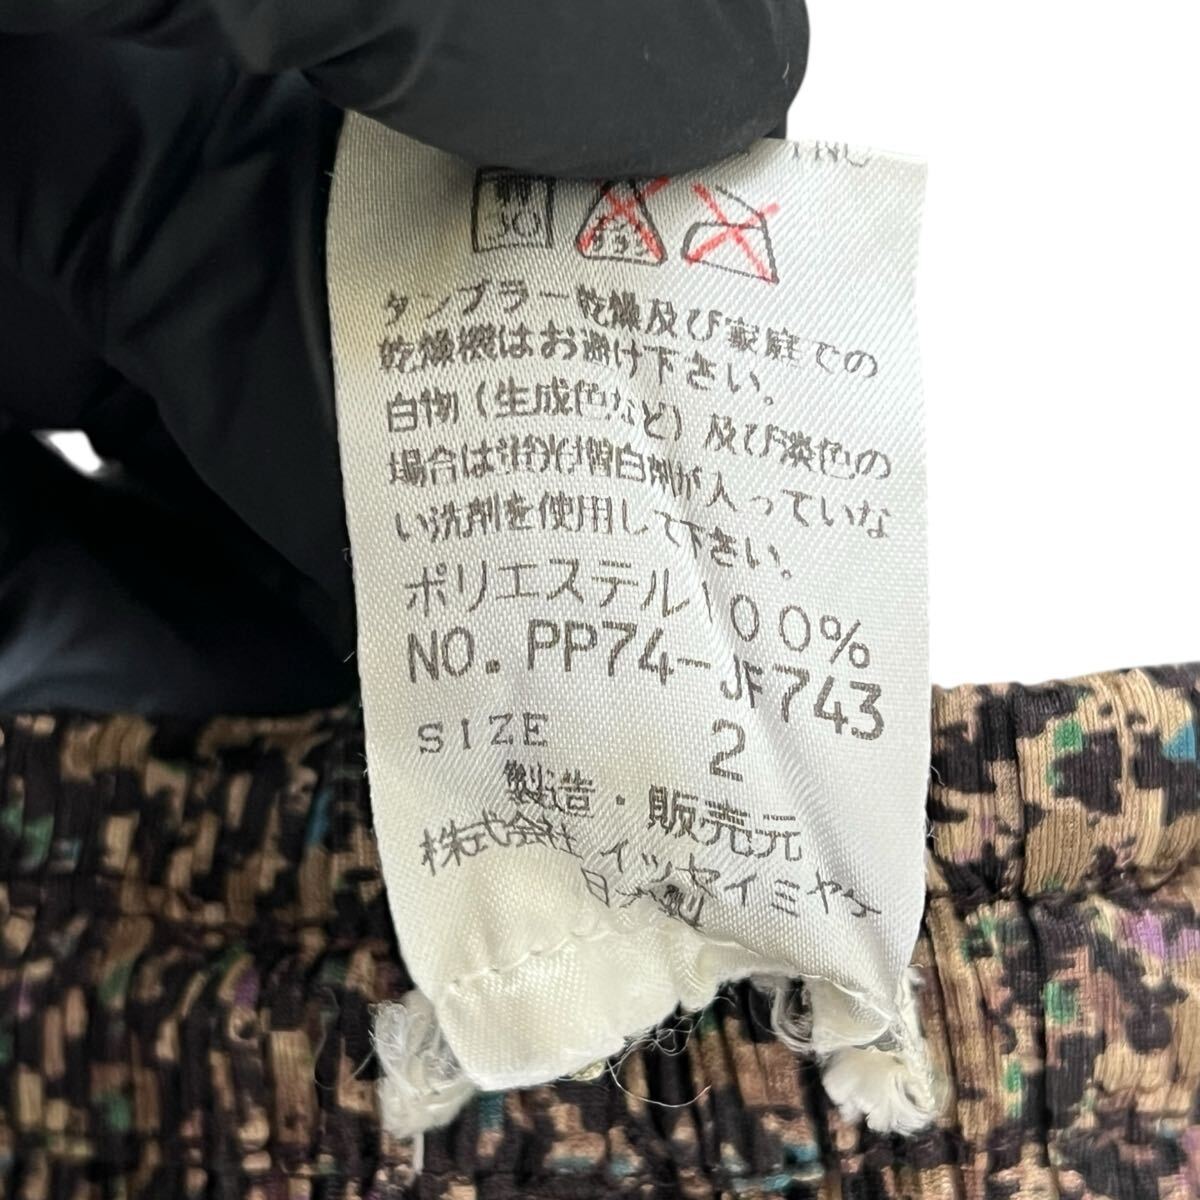 INC
30
タンブラー乾燥及び家庭での
乾燥機はお避け下さい。
白物(生成色など)及び淡色の
場合は蛍光増白剤が入っていな
い洗剤を使用して下さい。
ポリエステル100%
NO. PP74-JF743
SIZE 2
製造・販売元
株式会社 イッセイミヤケ